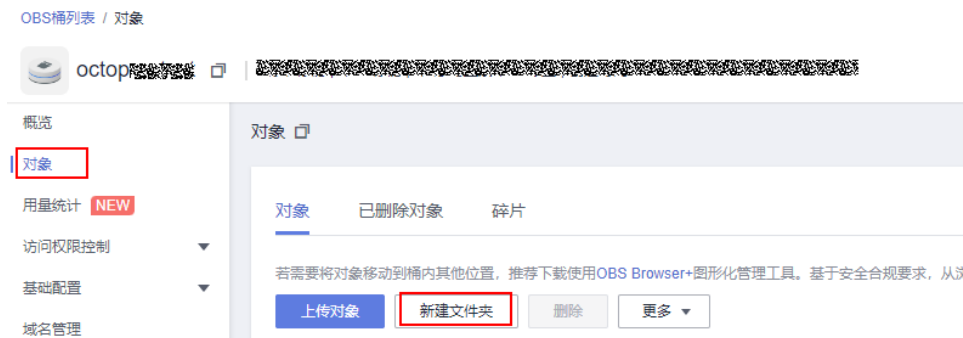 OBS桶列表 / 对象
octop
概览
对象
对象
用量统计 NEW
对象 已删除对象 碎片
访问权限控制
若需要将对象移动到桶内其他位置，推荐下载使用OBS Browser+图形化管理工具。基于安全合规要求，从
基础配置
上传对象 新建文件夹 删除 更多
域名管理